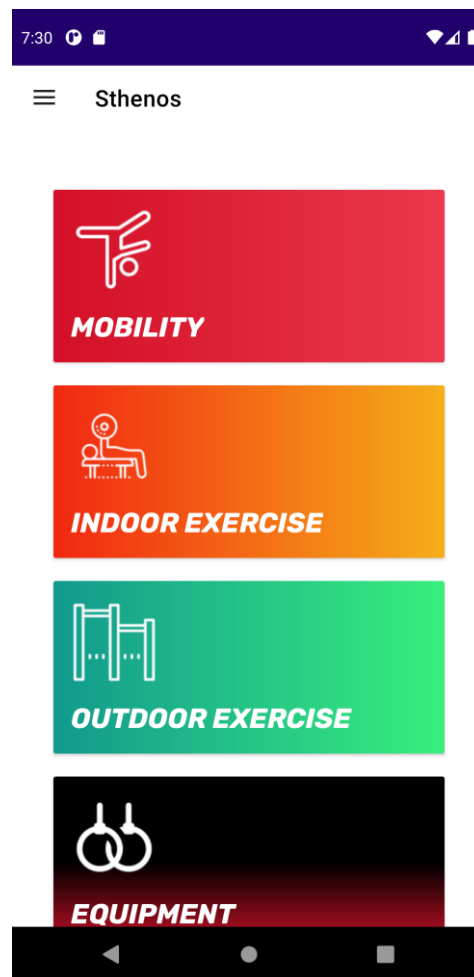 7:30
Sthenos
MOBILITY
INDOOR EXERCISE
OUTDOOR EXERCISE
EQUIPMENT